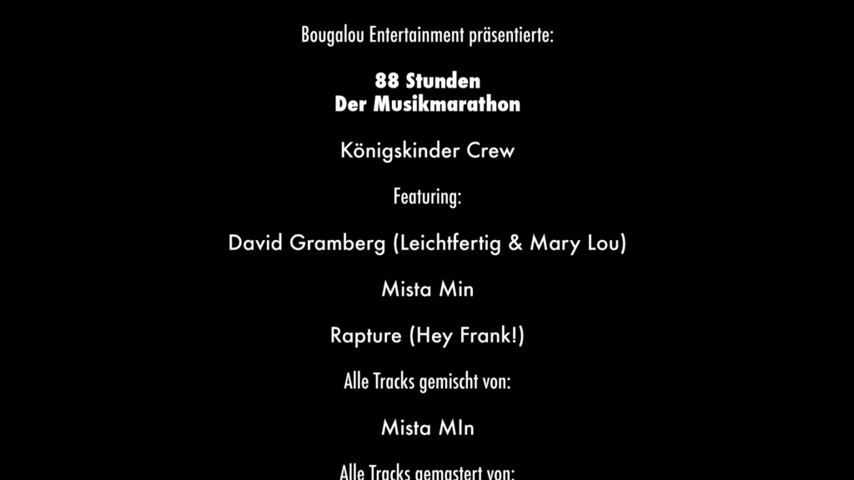 Bougalou Entertainment präsentierte:
88 Stunden
Der Musikmarathon
Königskinder Crew
Featuring:
David Gramberg (Leichtfertig & Mary Lou)
Mista Min
Rapture (Hey Frank!)
Alle Tracks gemischt von:
Mista MIn
Alle Tracks gemastert von: